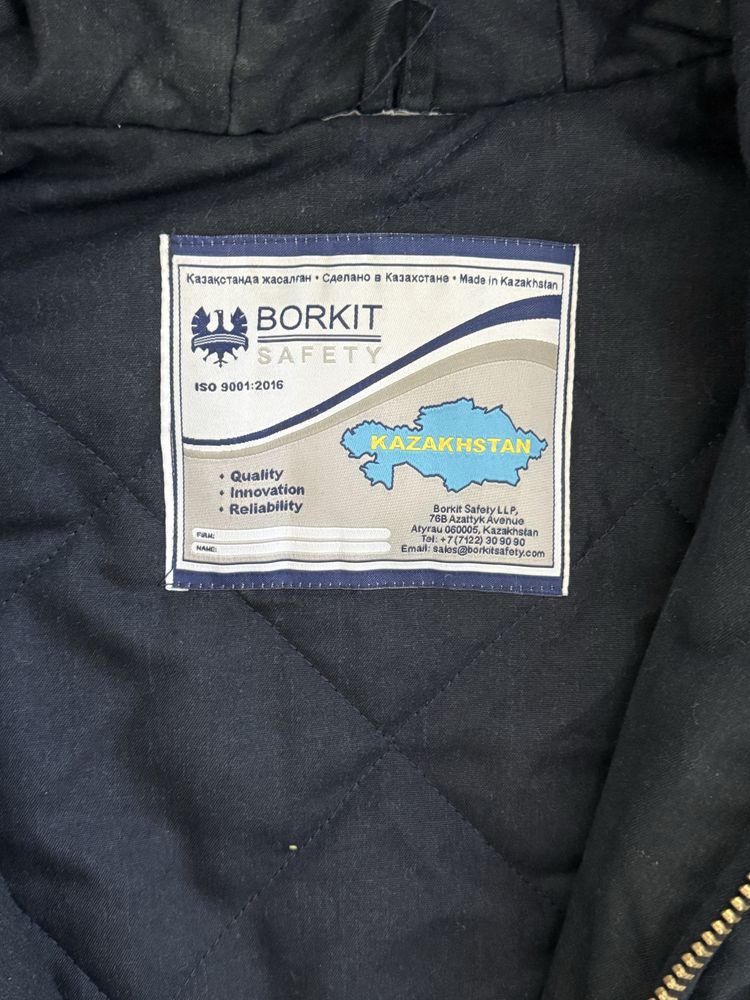 Казақстанда жасалған • Сделано в Казахстане • Made in Kazakhstan
BORKIT
SAFETY
ISO 9001:2016
KAZAKHSTAN
• Quality
• Innovation
• Reliability
FIRM:
NAME:
Borkit Safety LLP,
76B Azattyk Avenue
Atyrau 060005, Kazakhstan
Tel: +7 (7122) 30 90 90
Email: sales@borkitsafety.com